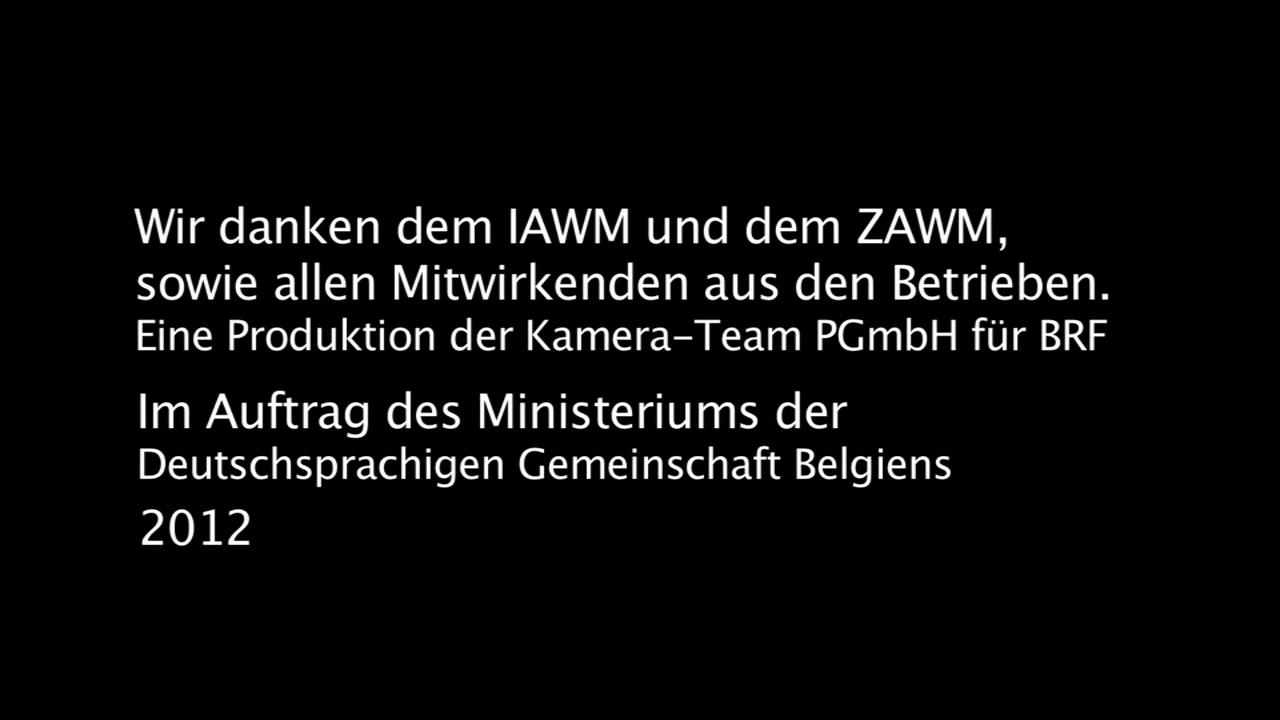 Wir danken dem IAWM und dem ZAWM,
sowie allen Mitwirkenden aus den Betrieben.
Eine Produktion der Kamera-Team PGmbH für BRF
Im Auftrag des Ministeriums der
Deutschsprachigen Gemeinschaft Belgiens
2012